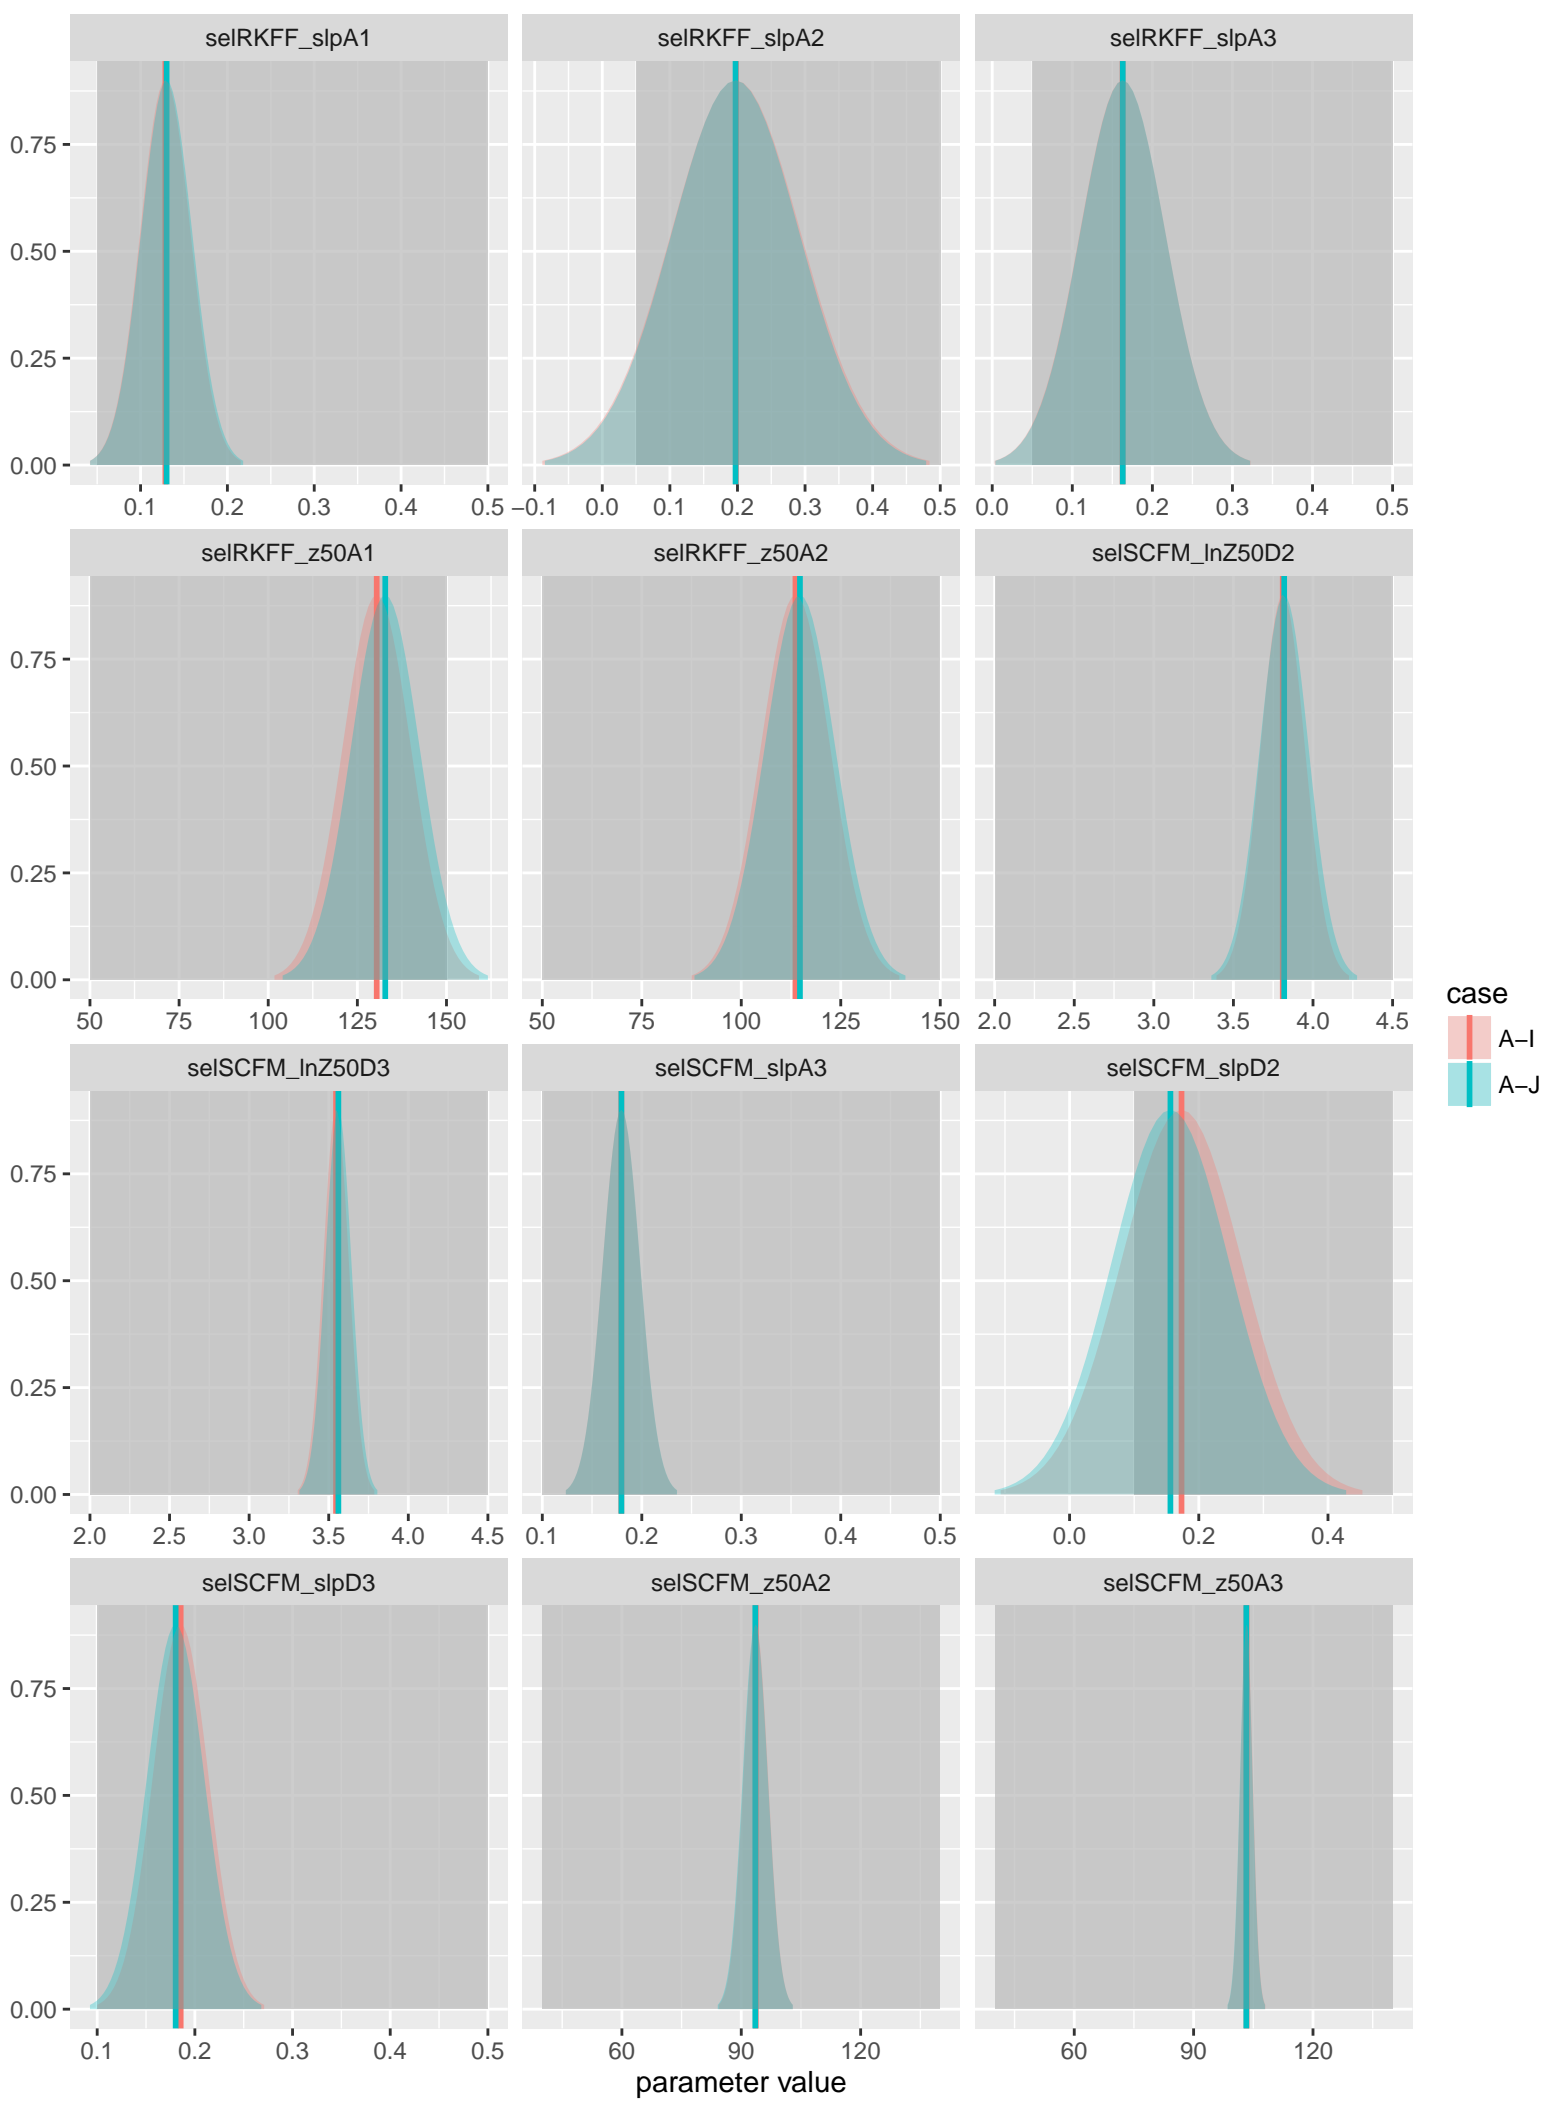 selRKFF_slpA1 selRKFF_slpA2 selRKFF_slpA3
0.75
0.50
0.25
0.00
0.1 0.2 0.3 0.4 0.5 −0.1 0.0 0.1 0.2 0.3 0.4 0.5 0.0 0.1 0.2 0.3 0.4 0.5
selRKFF_z50A1 selRKFF_z50A2 selSCFM_lnZ50D2
0.75
0.50
0.25
0.00
50 75 100 125 150 50 75 100 125 150 2.0 2.5 3.0 3.5 4.0 4.5
case
A−I
A−J
selSCFM_lnZ50D3 selSCFM_slpA3 selSCFM_slpD2
0.75
0.50
0.25
0.00
2.0 2.5 3.0 3.5 4.0 4.5 0.1 0.2 0.3 0.4 0.5 0.0 0.2 0.4
selSCFM_slpD3 selSCFM_z50A2 selSCFM_z50A3
0.75
0.50
0.25
0.00
0.1 0.2 0.3 0.4 0.5 60 90 120 60 90 120
parameter value